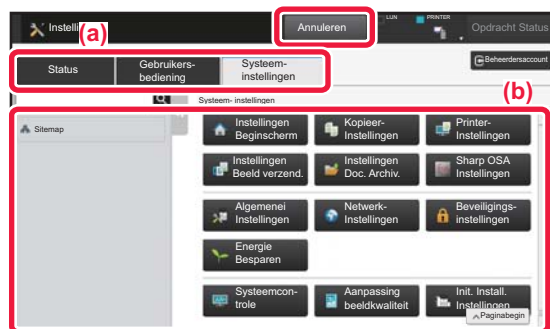 Instelli
(a)
Annuleren
LUN
PRINTER
Opdracht Status
Status
Gebruikers-
bediening
Systeem-
instellingen
Beheerdersaccount
(b)
Systeem- instellingen
Sitemap
Instellingen
Beginscherm
Kopieer-
Instellingen
Printer-
Instellingen
Instellingen
Beeld verzend.
Instellingen
Doc. Archiv.
Sharp OSA
Instellingen
Algemenei
Instellingen
Netwerk-
Instellingen
Beveiligings-
instellingen
Energie
Besparen
Systeemcon-
trole
Aanpassing
beeldkwaliteit
Init. Install.
Instellingen
Paginabegin